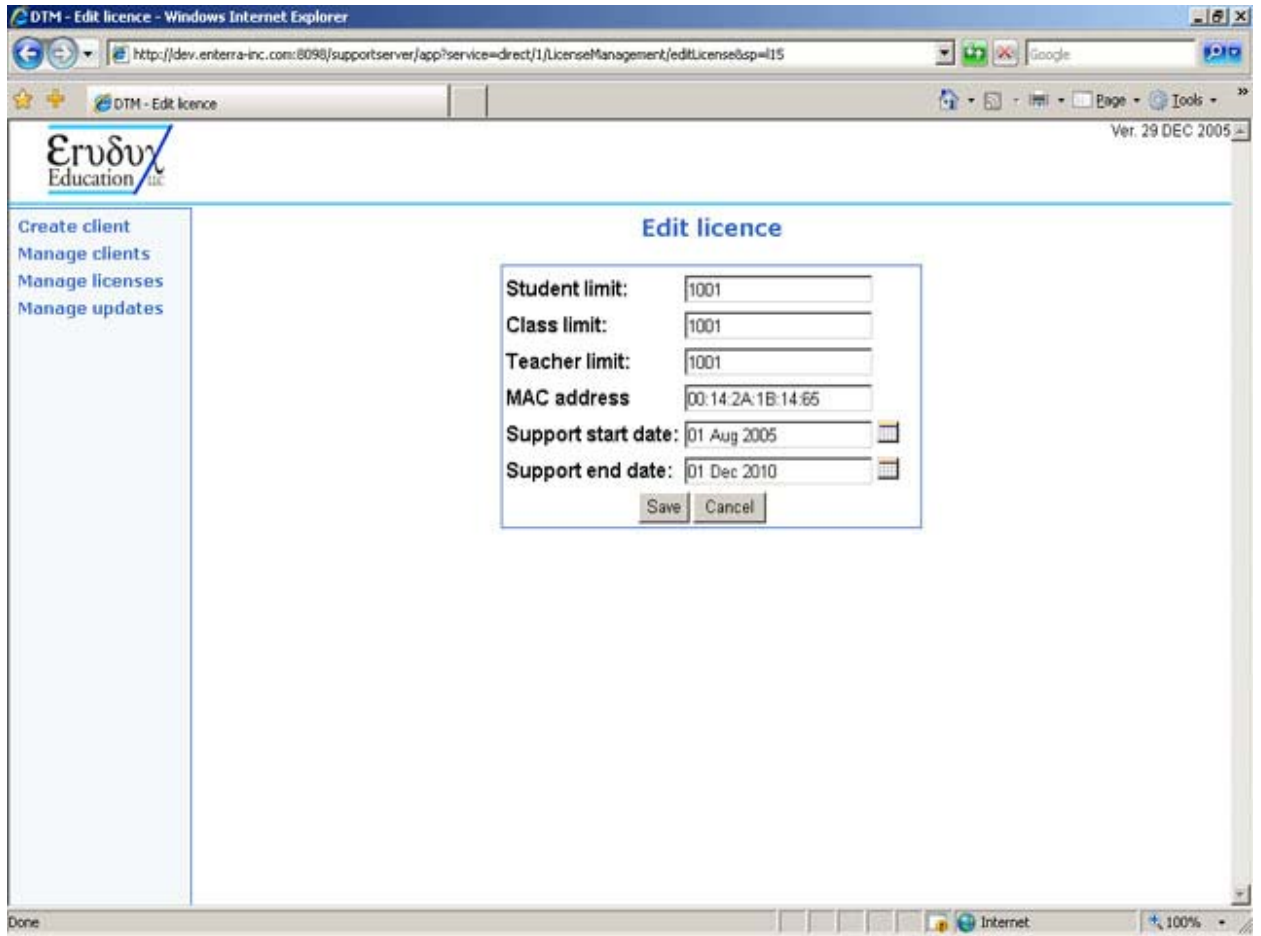 DTM - Edit licence - Windows Internet Explorer
http://dev.enterra-inc.com:8098/supportserver/app?service=direct/1/LicenseManagement/editLicense&sp=l15
Google
DTM - Edit licence
Page
Tools
»
Ver. 29 DEC 2005
Εrυδυχ
Education LLC
Create client
Manage clients
Manage licenses
Manage updates
Edit licence
Student limit: 1001
Class limit: 1001
Teacher limit: 1001
MAC address 00:14:2A:1B:14:65
Support start date: 01 Aug 2005
Support end date: 01 Dec 2010
Save Cancel
Done
Internet
100%